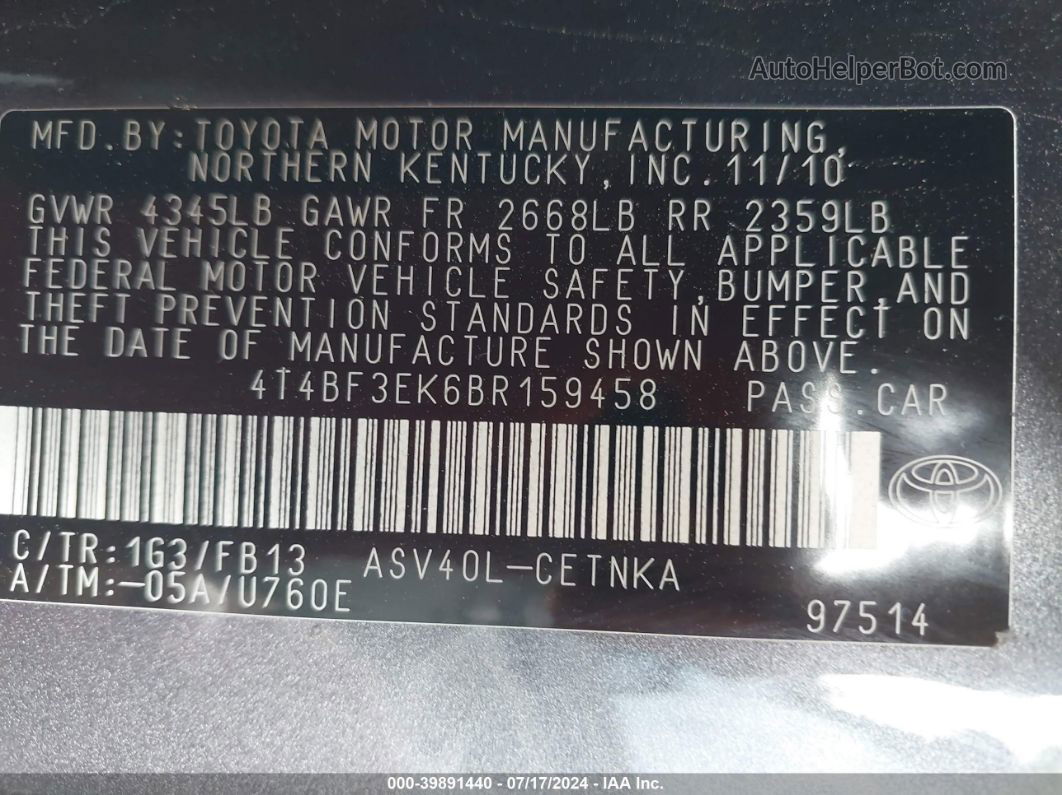 AutoHelperBot.com
MFD.BY:TOYOTA MOTOR MANUFACTURING,
NORTHERN KENTUCKY,INC.11/10
GVWR 4345LB GAWR FR 2668LB RR 2359LB
THIS VEHICLE CONFORMS TO ALL APPLICABLE
FEDERAL MOTOR VEHICLE SAFETY,BUMPER,AND
THEFT PREVENTION STANDARDS IN EFFECT ON
THE DATE OF MANUFACTURE SHOWN ABOVE.
4T4BF3EK6BR159458 PASS.CAR
C/TR:1G3/FB13 ASV40L-CETNKA
A/TM:-05A/U760E
97514
000-39891440 - 07/17/2024 - IAA Inc.